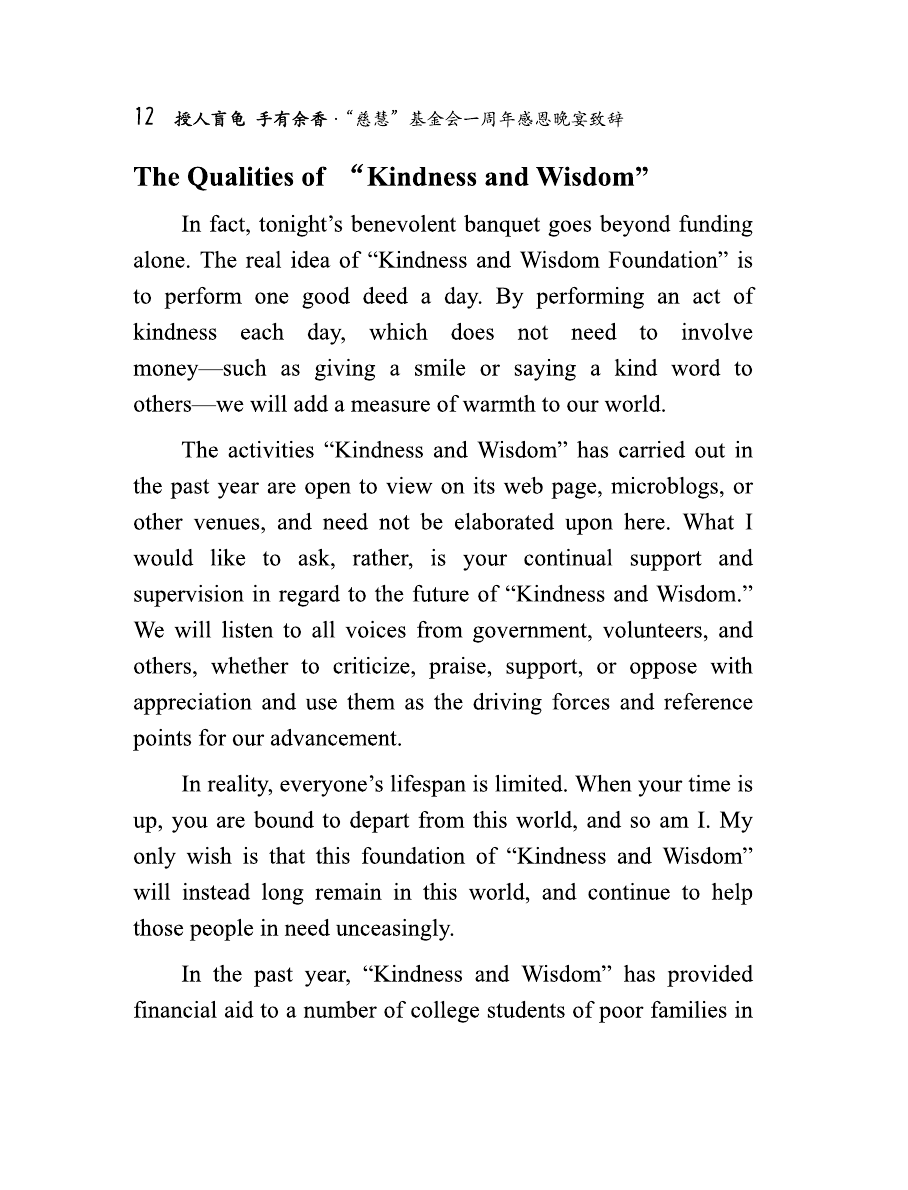 12 授人盲龟 手有余香·“慈慧”基金会一周年感恩晚宴致辞
The Qualities of “Kindness and Wisdom”
In fact, tonight’s benevolent banquet goes beyond funding
alone. The real idea of “Kindness and Wisdom Foundation” is
to perform one good deed a day. By performing an act of
kindness each day, which does not need to involve
money—such as giving a smile or saying a kind word to
others—we will add a measure of warmth to our world.
The activities “Kindness and Wisdom” has carried out in
the past year are open to view on its web page, microblogs, or
other venues, and need not be elaborated upon here. What I
would like to ask, rather, is your continual support and
supervision in regard to the future of “Kindness and Wisdom.”
We will listen to all voices from government, volunteers, and
others, whether to criticize, praise, support, or oppose with
appreciation and use them as the driving forces and reference
points for our advancement.
In reality, everyone’s lifespan is limited. When your time is
up, you are bound to depart from this world, and so am I. My
only wish is that this foundation of “Kindness and Wisdom”
will instead long remain in this world, and continue to help
those people in need unceasingly.
In the past year, “Kindness and Wisdom” has provided
financial aid to a number of college students of poor families in